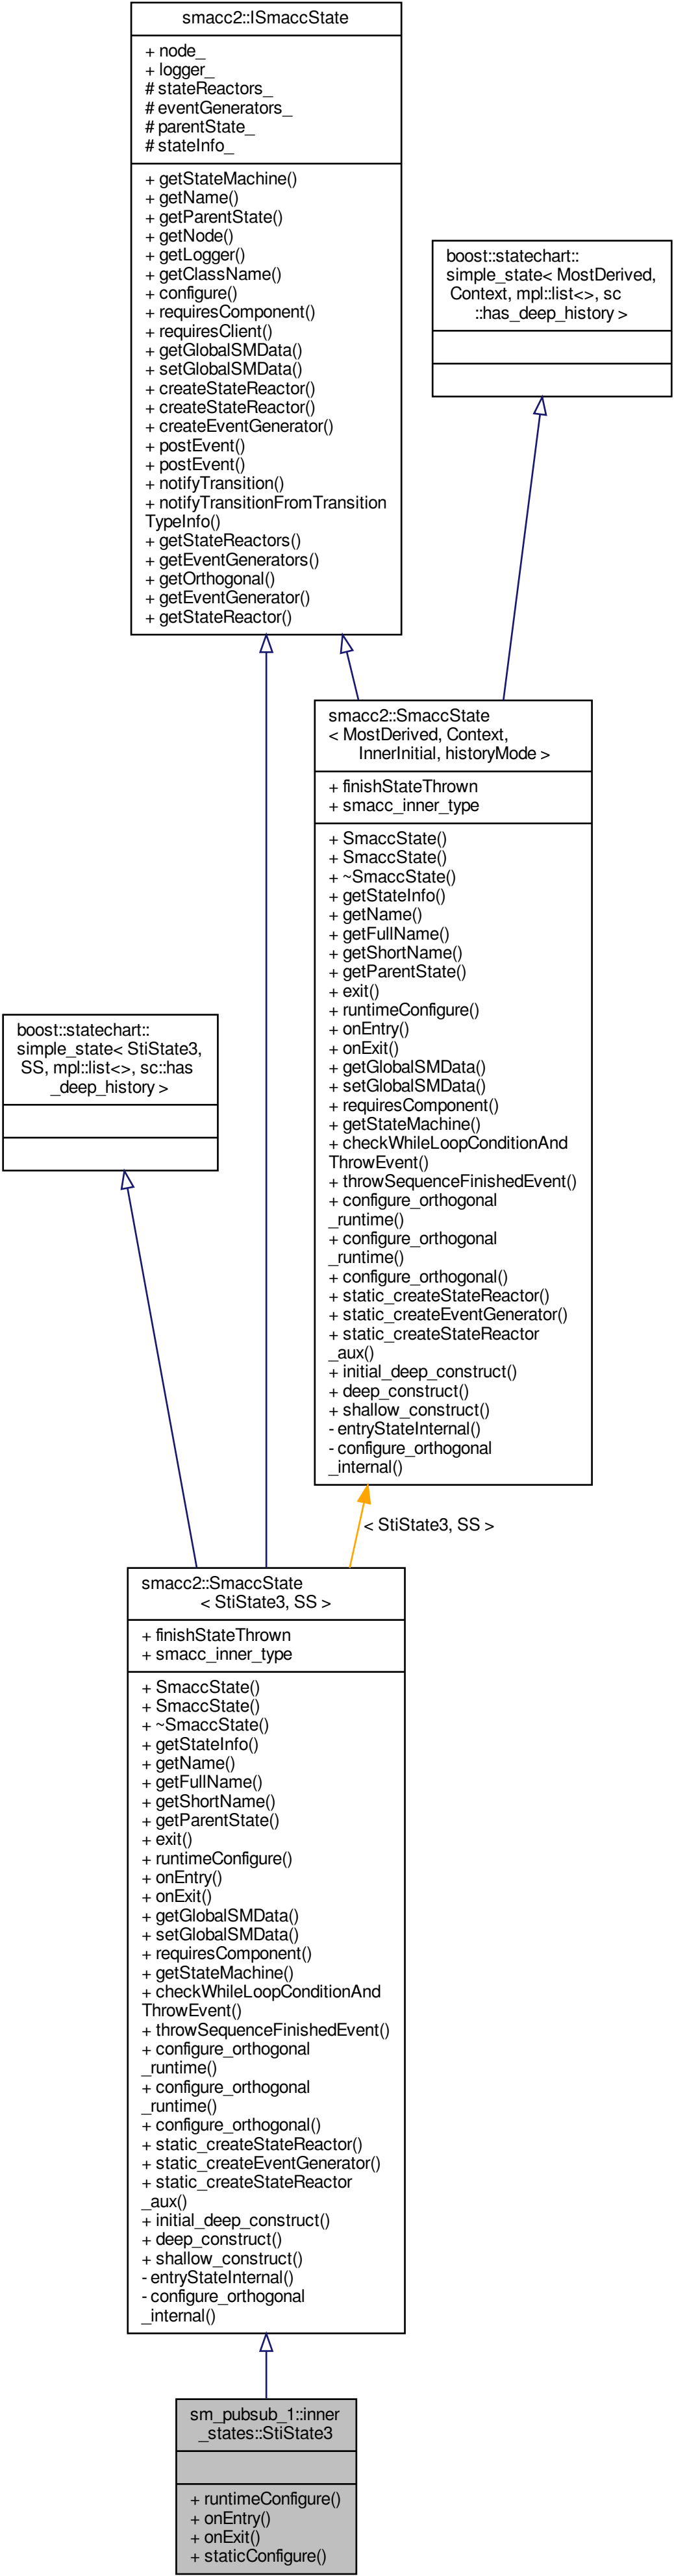 smacc2::ISmaccState
+ node_
+ logger_
# stateReactors_
# eventGenerators_
# parentState_
# stateInfo_
+ getStateMachine()
+ getName()
+ getParentState()
+ getNode()
+ getLogger()
+ getClassName()
+ configure()
+ requiresComponent()
+ requiresClient()
+ getGlobalSMData()
+ setGlobalSMData()
+ createStateReactor()
+ createStateReactor()
+ createEventGenerator()
+ postEvent()
+ postEvent()
+ notifyTransition()
+ notifyTransitionFromTransition
TypeInfo()
+ getStateReactors()
+ getEventGenerators()
+ getOrthogonal()
+ getEventGenerator()
+ getStateReactor()
boost::statechart::
simple_state< MostDerived,
Context, mpl::list<>, sc
::has_deep_history >
smacc2::SmaccState
< MostDerived, Context,
InnerInitial, historyMode >
+ finishStateThrown
+ smacc_inner_type
+ SmaccState()
+ SmaccState()
+ ~SmaccState()
+ getStateInfo()
+ getName()
+ getFullName()
+ getShortName()
+ getParentState()
+ exit()
+ runtimeConfigure()
+ onEntry()
+ onExit()
+ getGlobalSMData()
+ setGlobalSMData()
+ requiresComponent()
+ getStateMachine()
+ checkWhileLoopConditionAnd
ThrowEvent()
+ throwSequenceFinishedEvent()
+ configure_orthogonal
_runtime()
+ configure_orthogonal
_runtime()
+ configure_orthogonal()
+ static_createStateReactor()
+ static_createEventGenerator()
+ static_createStateReactor
_aux()
+ initial_deep_construct()
+ deep_construct()
+ shallow_construct()
- entryStateInternal()
- configure_orthogonal
_internal()
boost::statechart::
simple_state< StiState3,
SS, mpl::list<>, sc::has
_deep_history >
< StiState3, SS >
smacc2::SmaccState
< StiState3, SS >
+ finishStateThrown
+ smacc_inner_type
+ SmaccState()
+ SmaccState()
+ ~SmaccState()
+ getStateInfo()
+ getName()
+ getFullName()
+ getShortName()
+ getParentState()
+ exit()
+ runtimeConfigure()
+ onEntry()
+ onExit()
+ getGlobalSMData()
+ setGlobalSMData()
+ requiresComponent()
+ getStateMachine()
+ checkWhileLoopConditionAnd
ThrowEvent()
+ throwSequenceFinishedEvent()
+ configure_orthogonal
_runtime()
+ configure_orthogonal
_runtime()
+ configure_orthogonal()
+ static_createStateReactor()
+ static_createEventGenerator()
+ static_createStateReactor
_aux()
+ initial_deep_construct()
+ deep_construct()
+ shallow_construct()
- entryStateInternal()
- configure_orthogonal
_internal()
sm_pubsub_1::inner
_states::StiState3
+ runtimeConfigure()
+ onEntry()
+ onExit()
+ staticConfigure()